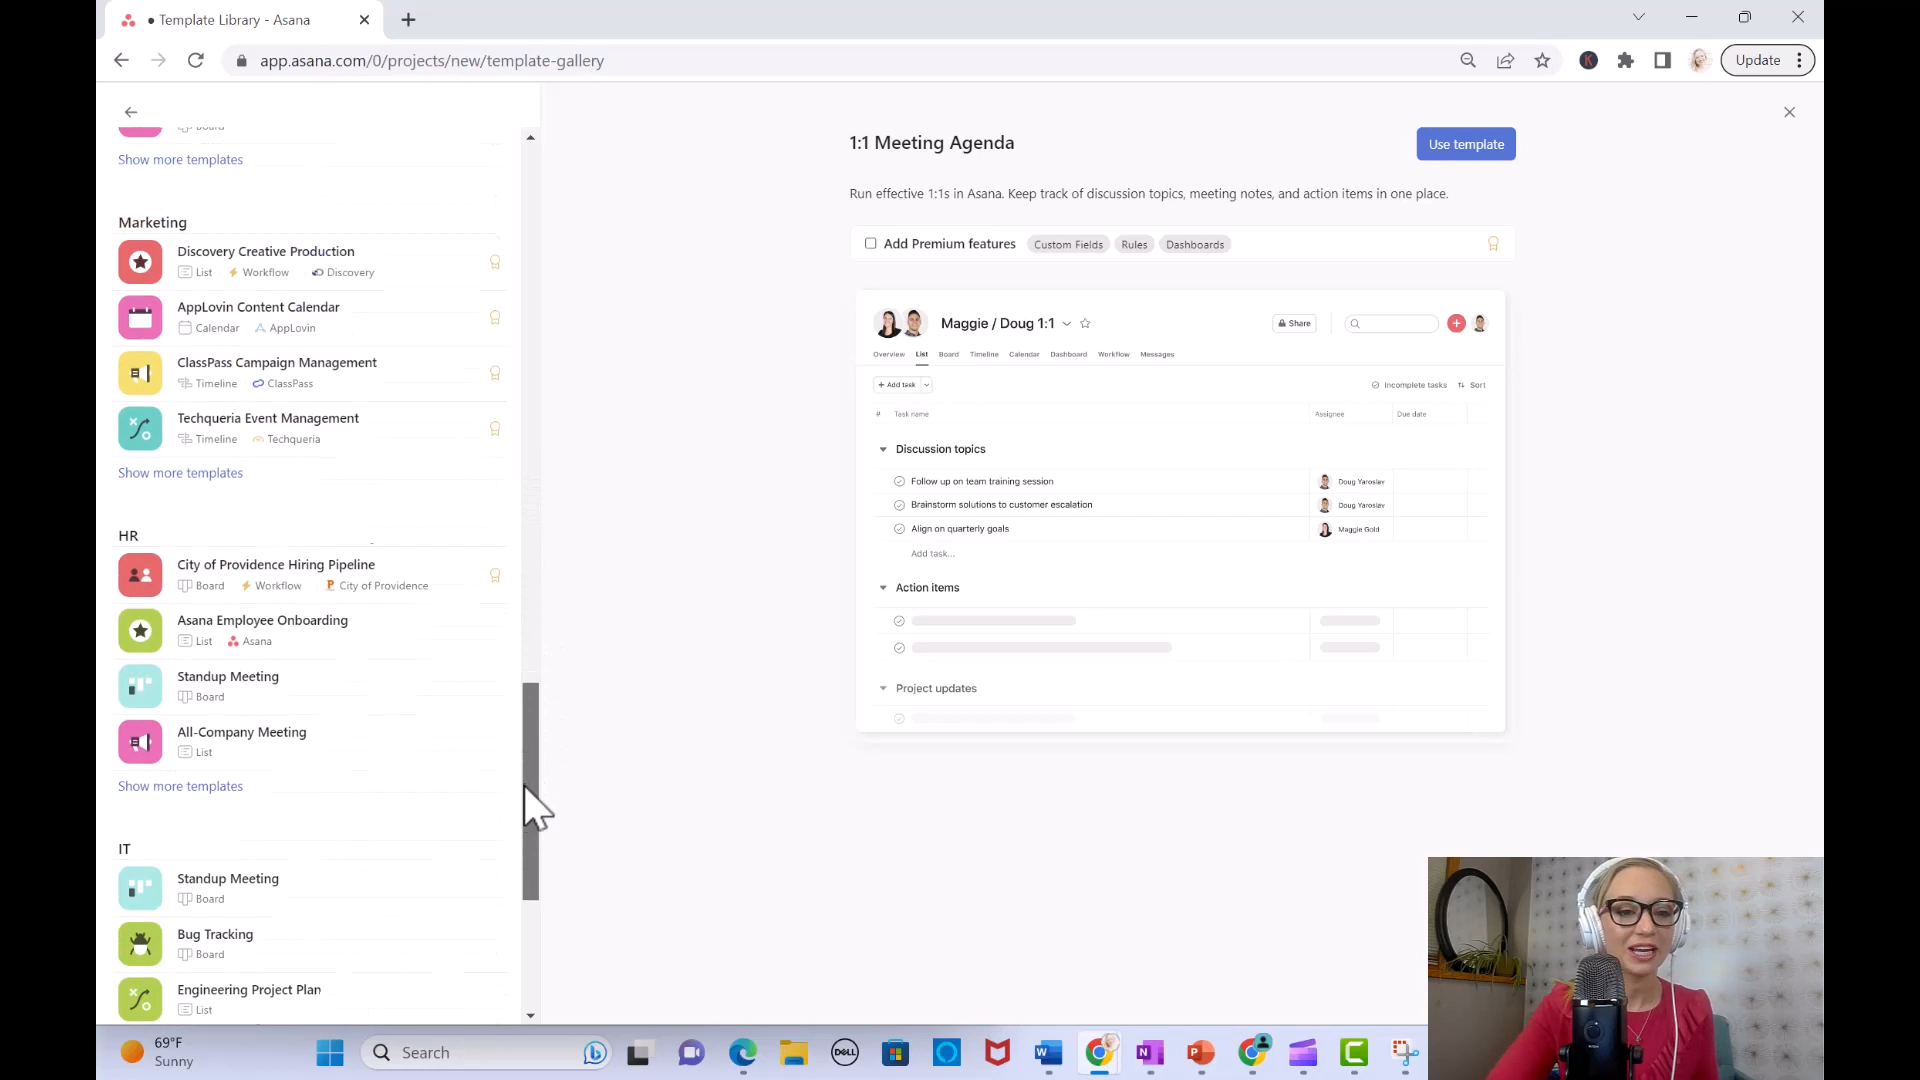 Template Library - Asana
app.asana.com/0/projects/new/template-gallery
Update
Show more templates
Marketing
Discovery Creative Production
List Workflow Discovery
AppLovin Content Calendar
Calendar AppLovin
ClassPass Campaign Management
Timeline ClassPass
Techqueria Event Management
Timeline Techqueria
Show more templates
HR
City of Providence Hiring Pipeline
Board Workflow City of Providence
Asana Employee Onboarding
List Asana
Standup Meeting
Board
All-Company Meeting
List
Show more templates
IT
Standup Meeting
Board
Bug Tracking
Board
Engineering Project Plan
List
1:1 Meeting Agenda
Use template
Run effective 1:1s in Asana. Keep track of discussion topics, meeting notes, and action items in one place.
Add Premium features Custom Fields Rules Dashboards
Maggie / Doug 1:1
Share
Overview List Board Timeline Calendar Dashboard Workflow Messages
+ Add task
Incomplete tasks Sort
# Task name Assignee Due date
Discussion topics
Follow up on team training session Doug Yaroslav
Brainstorm solutions to customer escalation Doug Yaroslav
Align on quarterly goals Maggie Gold
Add task...
Action items
Project updates
69°F
Sunny
Search
DELL